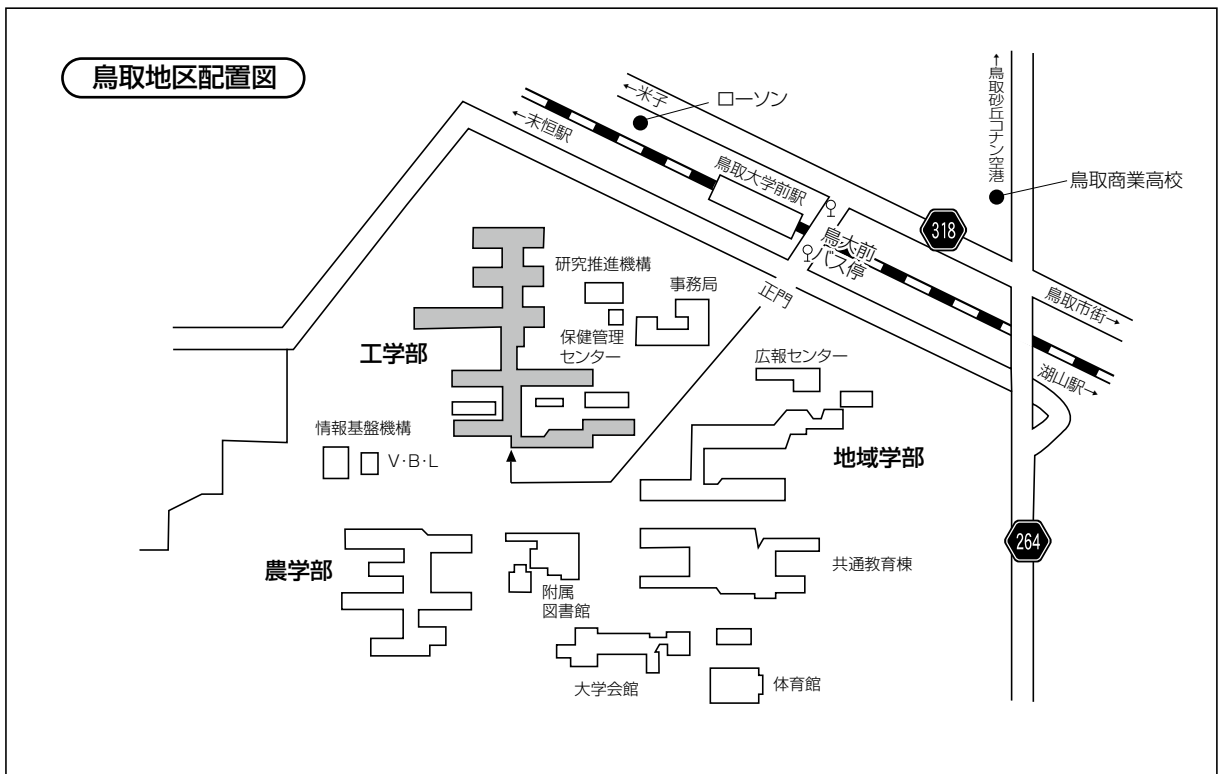 鳥取地区配置図
←米子
ローソン
←末恒駅
鳥取大学前駅
↑鳥取砂丘コナン空港
鳥取商業高校
318
鳥大前
バス停
鳥取市街→
湖山駅→
正門
研究推進機構
事務局
保健管理
センター
工学部
広報センター
情報基盤機構
V・B・L
地域学部
264
農学部
附属
図書館
共通教育棟
大学会館
体育館